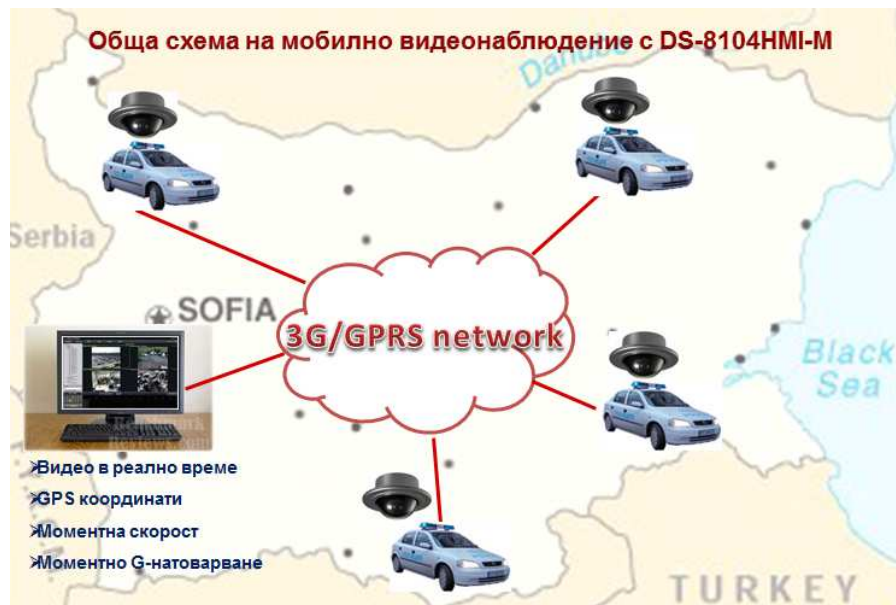 Обща схема на мобилно видеонаблюдение с DS-8104HMI-M
Danube
Serbia
SOFIA
3G/GPRS network
Black
Sea
Видео в реално време
GPS координати
Моментна скорост
Моментно G-натоварване
TURKEY